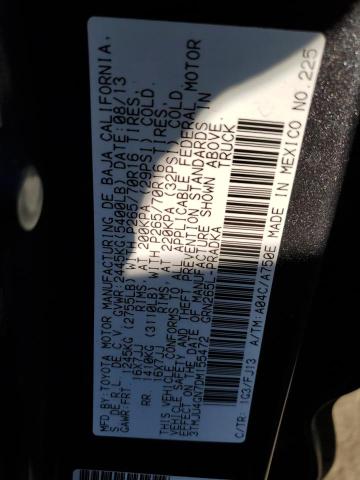 MFD.BY:TOYOTA MOTOR MANUFACTURING DE BAJA CALIFORNIA,
S. DE R.L. DE C.V. GVWR:2445KG(5400LB) DATE:08/13
GAWR:FRT. 1245KG (2755LB) WITH P265/70R16 TIRES,
16X7JJ RIMS, AT 200KPA (29PSI) COLD.
RR. 1410KG (3110LB) WITH P265/70R16 TIRES,
16X7JJ RIMS, AT 220KPA (32PSI) COLD.
THIS VEHICLE CONFORMS TO ALL APPLICABLE FEDERAL MOTOR
VEHICLE SAFETY AND THEFT PREVENTION STANDARDS
IN EFFECT ON THE DATE OF MANUFACTURE SHOWN ABOVE.
3TMJU4GN7DM155472 TRUCK
GRN265L-PRADKA
C/TR: 1G3/FJ13 A/TM:A04C/A750E MADE IN MEXICO NO.225